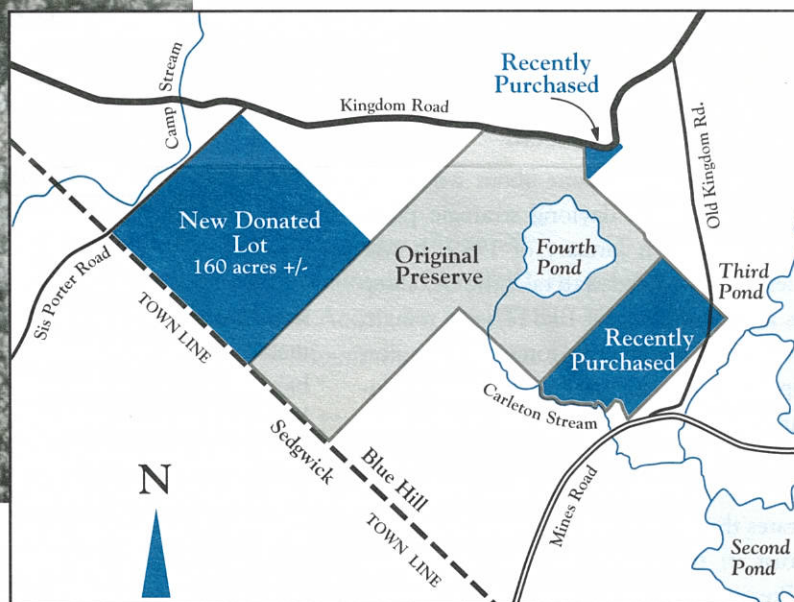 Camp Stream
Kingdom Road
Recently
Purchased
Old Kingdom Rd.
New Donated
Lot
160 acres +/-
Original
Preserve
Fourth
Pond
Third
Pond
Sis Porter Road
TOWN LINE
Recently
Purchased
Carleton Stream
Sedgwick
Blue Hill
TOWN LINE
Mines Road
Second
Pond
N